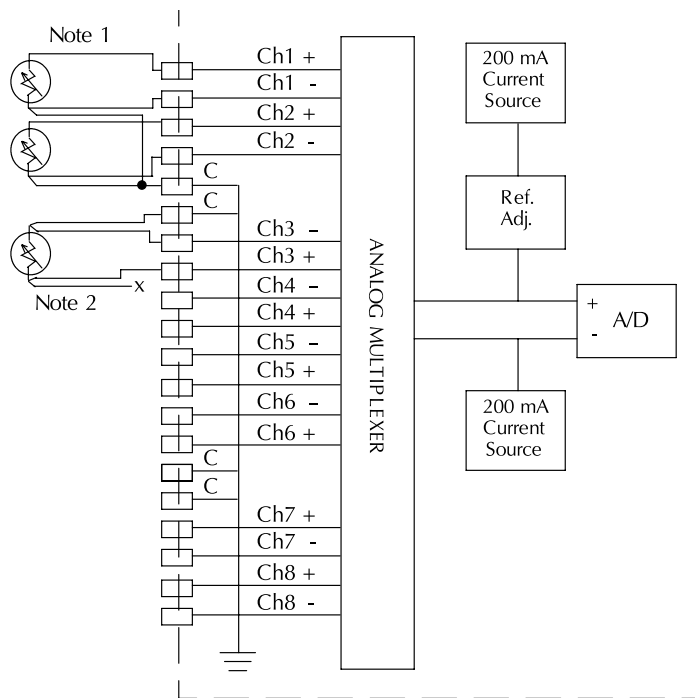 Note 1
Ch1 +
Ch1 -
Ch2 +
Ch2 -
C
C
Ch3 –
Ch3 +
Note 2
x
Ch4 –
Ch4 +
Ch5 –
Ch5 +
Ch6 –
Ch6 +
C
C
Ch7 +
Ch7 -
Ch8 +
Ch8 -
ANALOG MULTIPLEXER
200 mA
Current
Source
Ref.
Adj.
+
-
A/D
200 mA
Current
Source